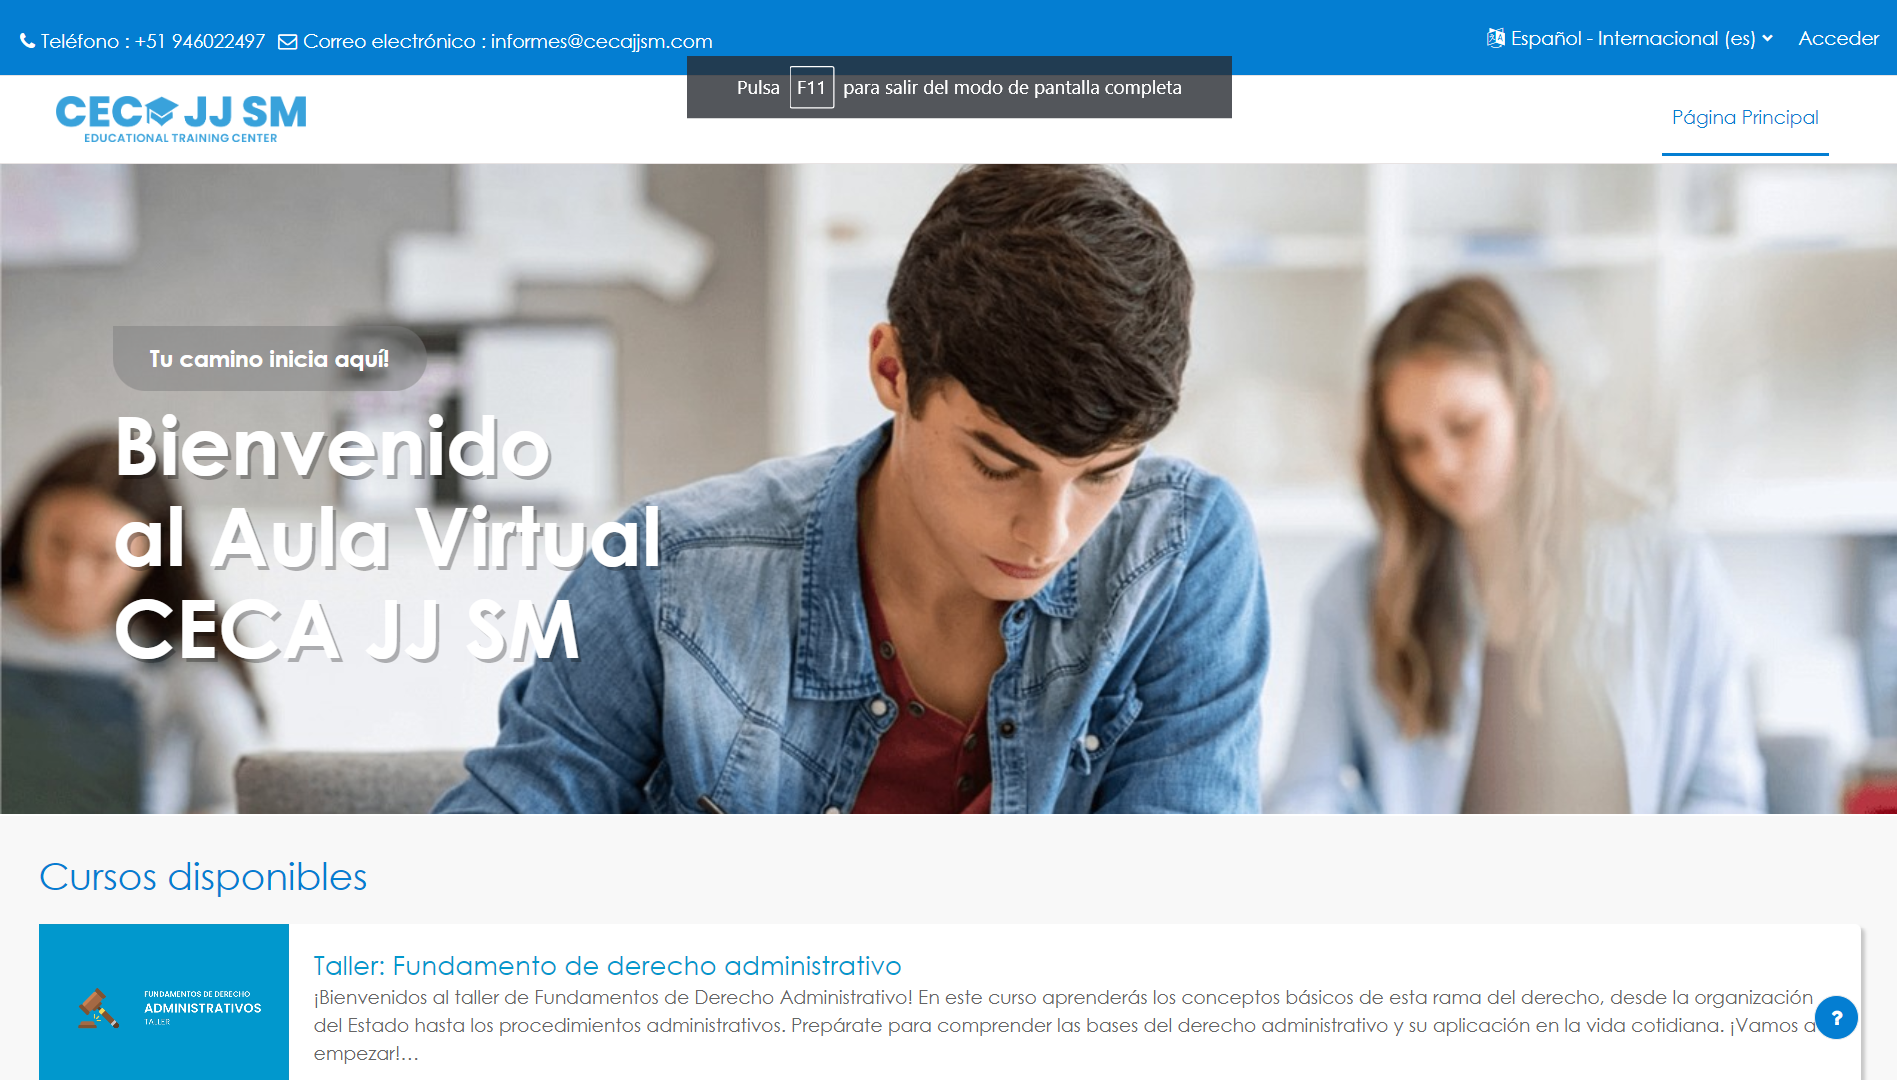 Teléfono : +51 946022497 Correo electrónico : informes@cecajjsm.com
Español - Internacional (es) Acceder
Pulsa F11 para salir del modo de pantalla completa
CECA JJ SM
EDUCATIONAL TRAINING CENTER
Página Principal
Tu camino inicia aquí!
Bienvenido
al Aula Virtual
CECA JJ SM
Cursos disponibles
FUNDAMENTOS DE DERECHO
ADMINISTRATIVOS
TALLER
Taller: Fundamento de derecho administrativo
¡Bienvenidos al taller de Fundamentos de Derecho Administrativo! En este curso aprenderás los conceptos básicos de esta rama del derecho, desde la organización
del Estado hasta los procedimientos administrativos. Prepárate para comprender las bases del derecho administrativo y su aplicación en la vida cotidiana. ¡Vamos a
empezar!...
?